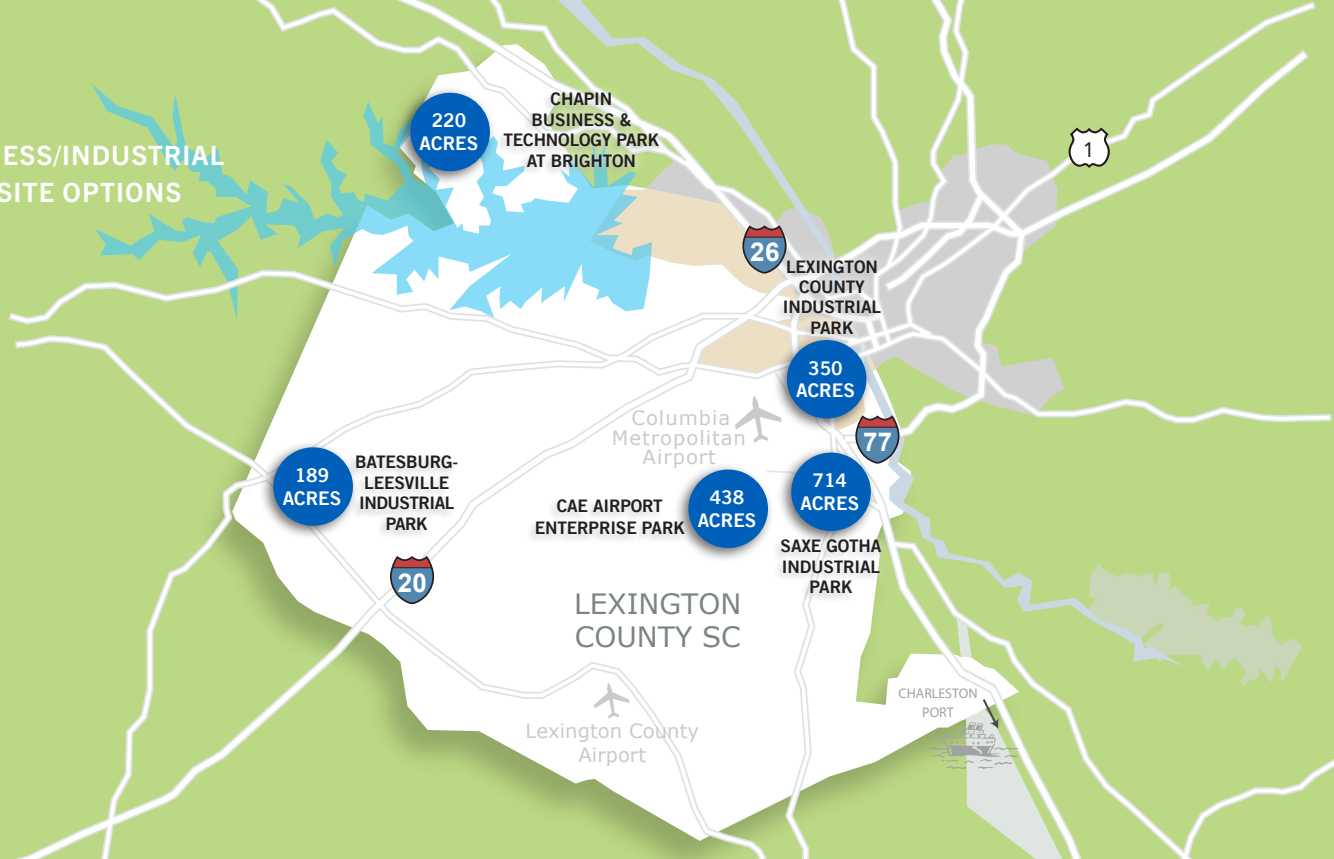 ESS/INDUSTRIAL
SITE OPTIONS
220
ACRES
CHAPIN
BUSINESS &
TECHNOLOGY PARK
AT BRIGHTON
1
26
LEXINGTON
COUNTY
INDUSTRIAL
PARK
350
ACRES
Columbia
Metropolitan
Airport
77
189
ACRES
BATESBURG-
LEESVILLE
INDUSTRIAL
PARK
CAE AIRPORT
ENTERPRISE PARK
438
ACRES
714
ACRES
SAXE GOTHA
INDUSTRIAL
PARK
20
LEXINGTON
COUNTY SC
CHARLESTON
PORT
Lexington County
Airport